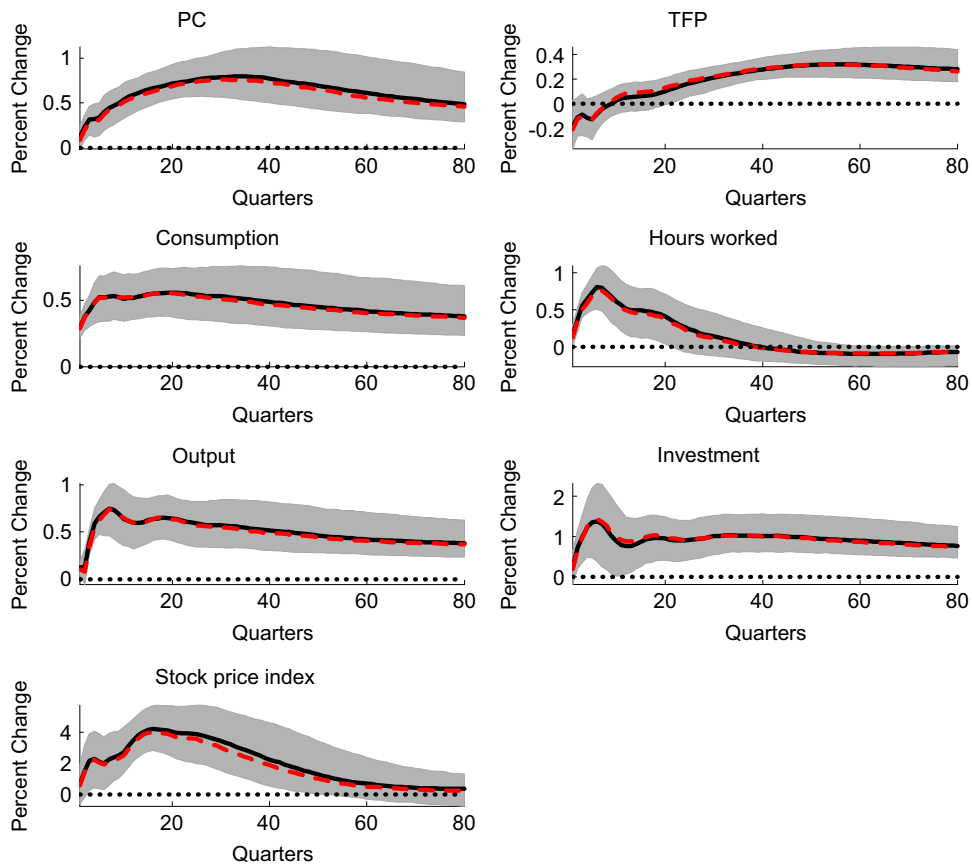 PC
Percent Change
1
0.5
0
20
40
60
80
Quarters
TFP
Percent Change
0.4
0.2
0
-0.2
20
40
60
80
Quarters
Consumption
Percent Change
0.5
0
20
40
60
80
Quarters
Hours worked
Percent Change
1
0.5
0
20
40
60
80
Quarters
Output
Percent Change
1
0.5
0
20
40
60
80
Quarters
Investment
Percent Change
2
1
0
20
40
60
80
Quarters
Stock price index
Percent Change
4
2
0
20
40
60
80
Quarters